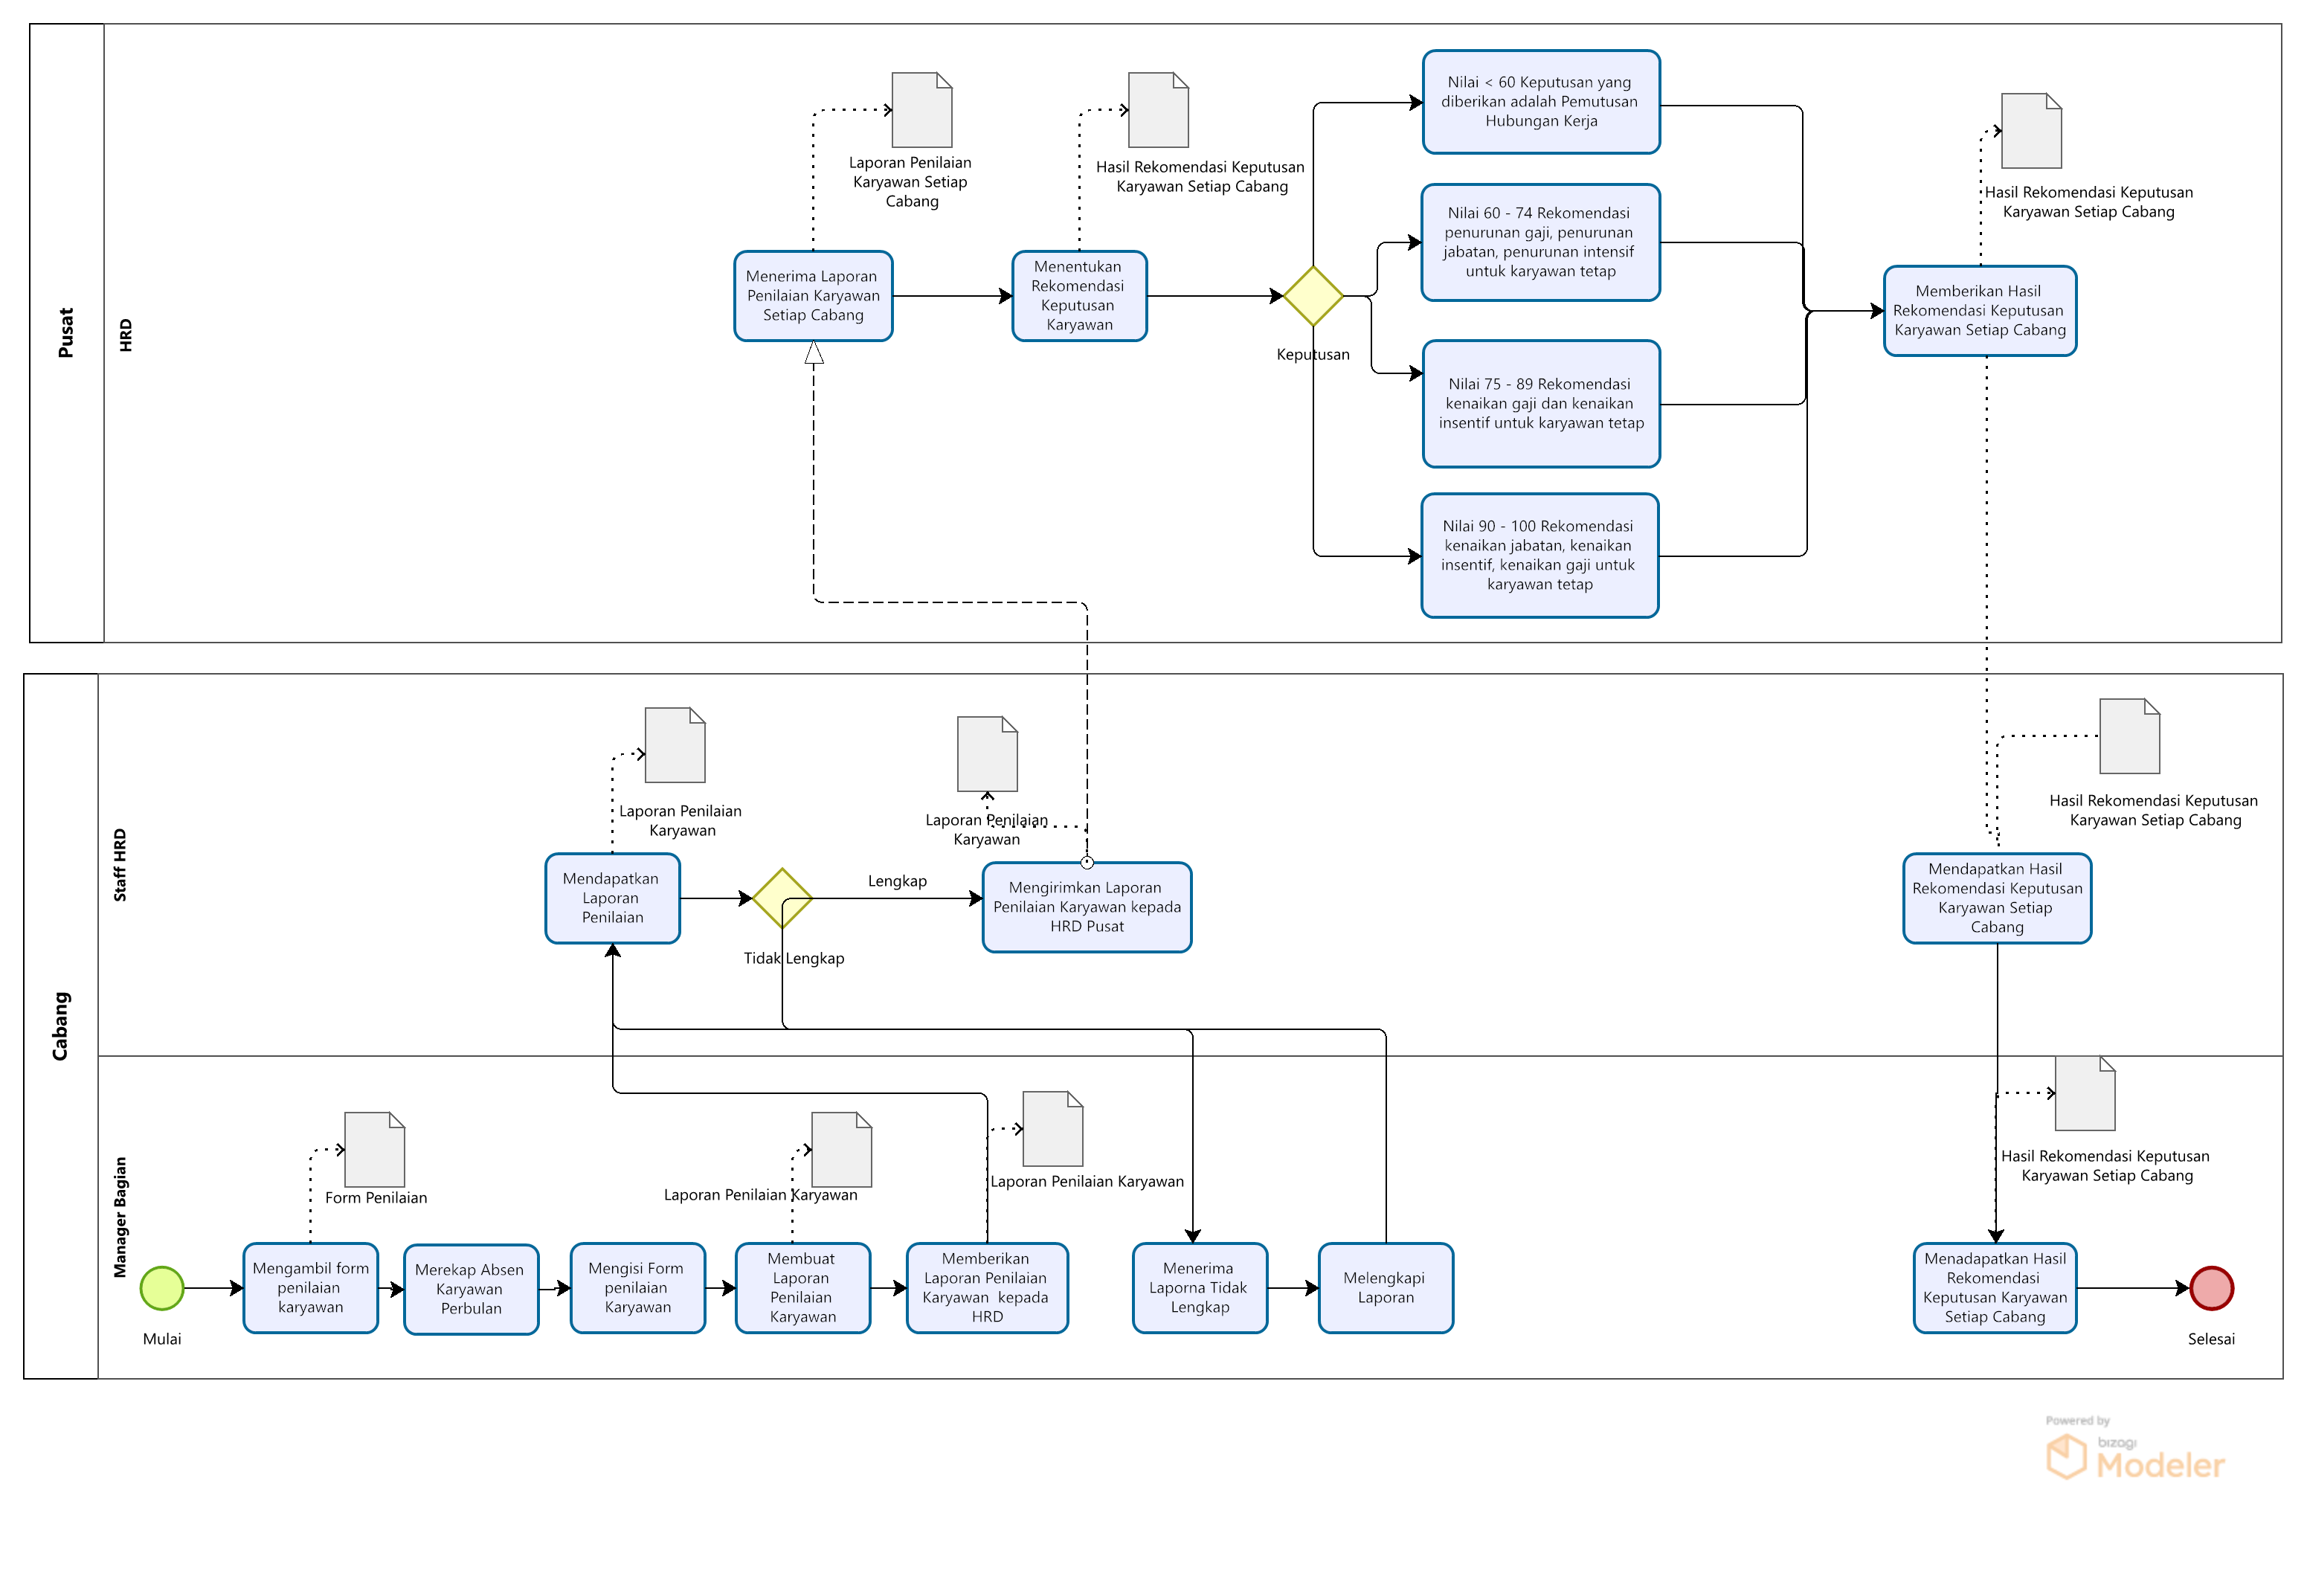 Pusat
HRD
Laporan Penilaian
Karyawan Setiap
Cabang
Hasil Rekomendasi Keputusan
Karyawan Setiap Cabang
Nilai < 60 Keputusan yang
diberikan adalah Pemutusan
Hubungan Kerja
Hasil Rekomendasi Keputusan
Karyawan Setiap Cabang
Nilai 60 - 74 Rekomendasi
penurunan gaji, penurunan
jabatan, penurunan intensif
untuk karyawan tetap
Menerima Laporan
Penilaian Karyawan
Setiap Cabang
Menentukan
Rekomendasi
Keputusan
Karyawan
Keputusan
Memberikan Hasil
Rekomendasi Keputusan
Karyawan Setiap Cabang
Nilai 75 - 89 Rekomendasi
kenaikan gaji dan kenaikan
insentif untuk karyawan tetap
Nilai 90 - 100 Rekomendasi
kenaikan jabatan, kenaikan
insentif, kenaikan gaji untuk
karyawan tetap
Cabang
Staff HRD
Laporan Penilaian
Karyawan
Laporan Penilaian
Karyawan
Hasil Rekomendasi Keputusan
Karyawan Setiap Cabang
Mendapatkan
Laporan
Penilaian
Lengkap
Tidak Lengkap
Mengirimkan Laporan
Penilaian Karyawan kepada
HRD Pusat
Mendapatkan Hasil
Rekomendasi Keputusan
Karyawan Setiap
Cabang
Manager Bagian
Form Penilaian
Laporan Penilaian Karyawan
Laporan Penilaian Karyawan
Hasil Rekomendasi Keputusan
Karyawan Setiap Cabang
Mulai
Mengambil form
penilaian
karyawan
Merekap Absen
Karyawan
Perbulan
Mengisi Form
penilaian
Karyawan
Membuat
Laporan
Penilaian
Karyawan
Memberikan
Laporan Penilaian
Karyawan kepada
HRD
Menerima
Laporna Tidak
Lengkap
Melengkapi
Laporan
Menadapatkan Hasil
Rekomendasi
Keputusan Karyawan
Setiap Cabang
Selesai
Powered by
bizagi
Modeler